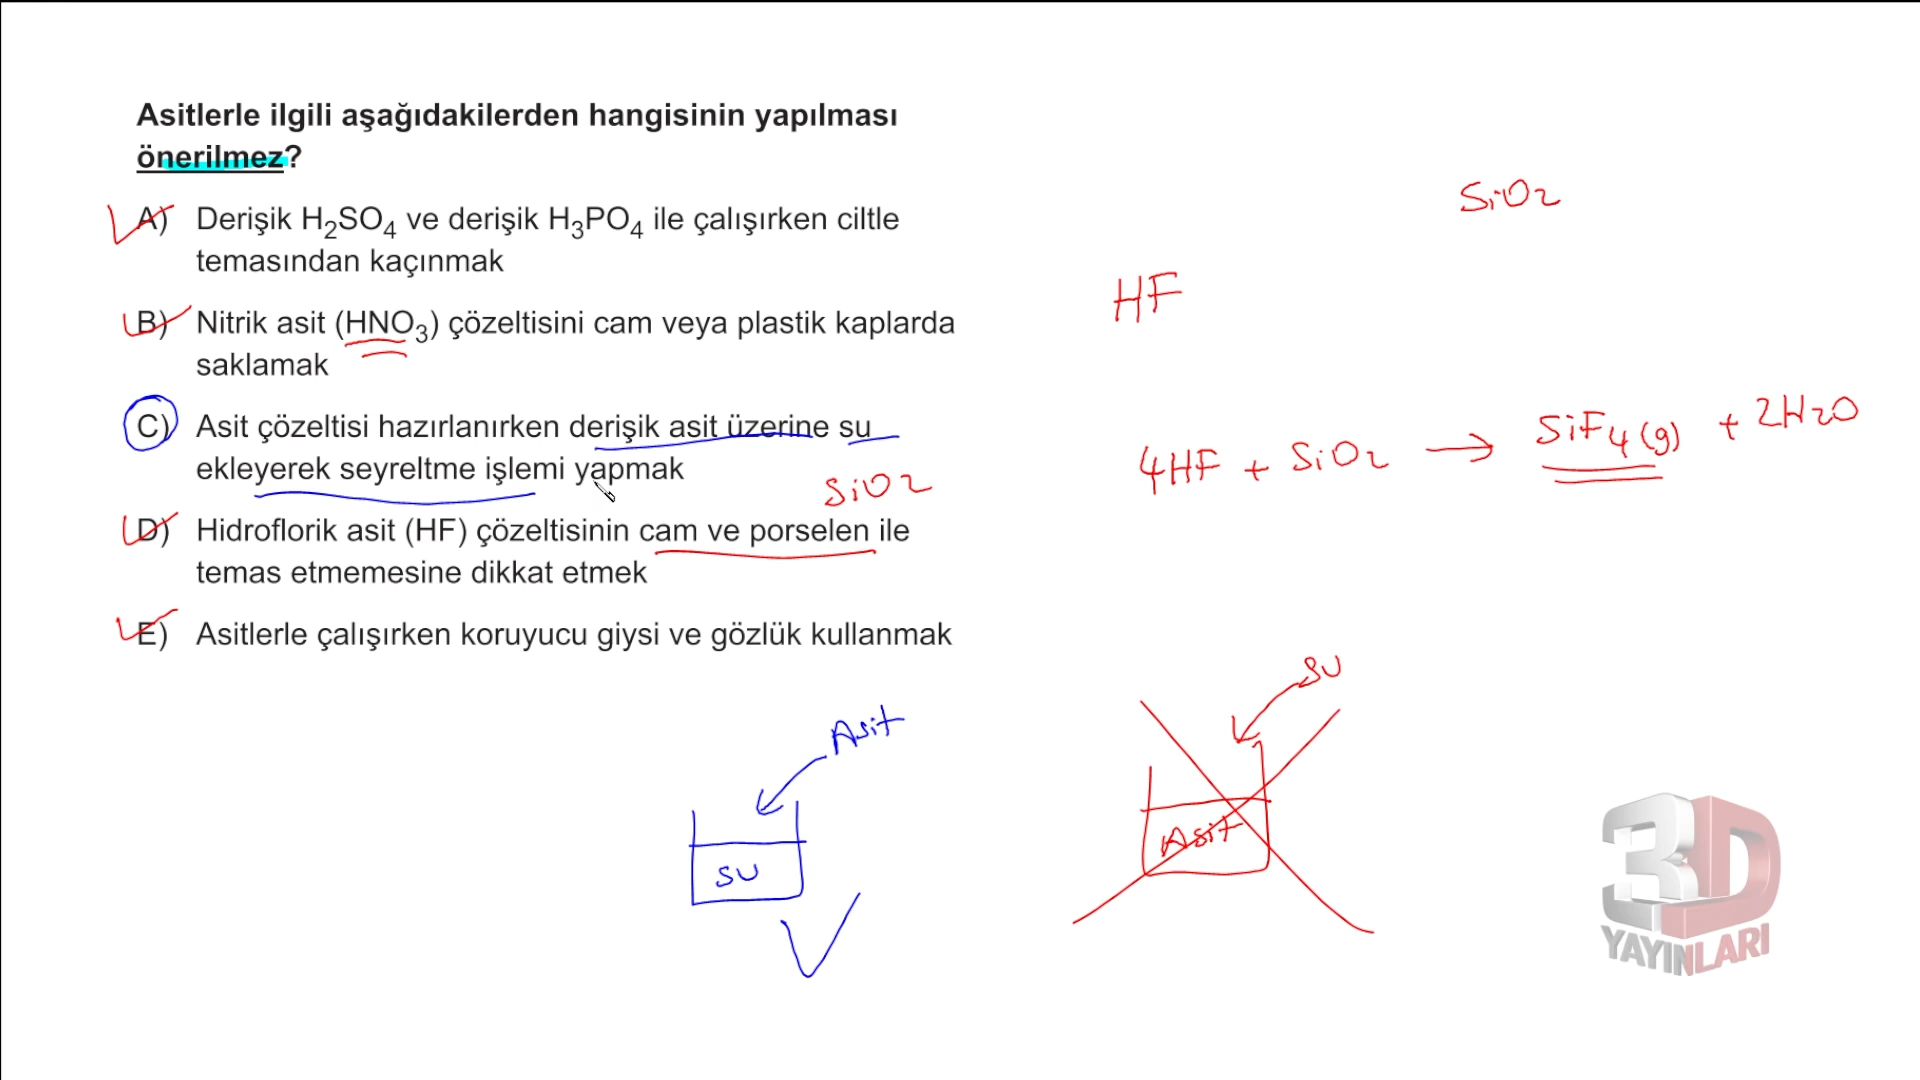 Asitlerle ilgili aşağıdakilerden hangisinin yapılması
önerilmez?
A) Derişik H₂SO₄ ve derişik H₃PO₄ ile çalışırken ciltle
temasından kaçınmak
B) Nitrik asit (HNO₃) çözeltisini cam veya plastik kaplarda
saklamak
C) Asit çözeltisi hazırlanırken derişik asit üzerine su
ekleyerek seyreltme işlemi yapmak
SiO₂
D) Hidroflorik asit (HF) çözeltisinin cam ve porselen ile
temas etmemesine dikkat etmek
E) Asitlerle çalışırken koruyucu giysi ve gözlük kullanmak
SiO₂
HF
4HF + SiO₂ → SiF₄(g) + 2H₂O
Asit
SU
SU
Asit
3D
YAYINLARI